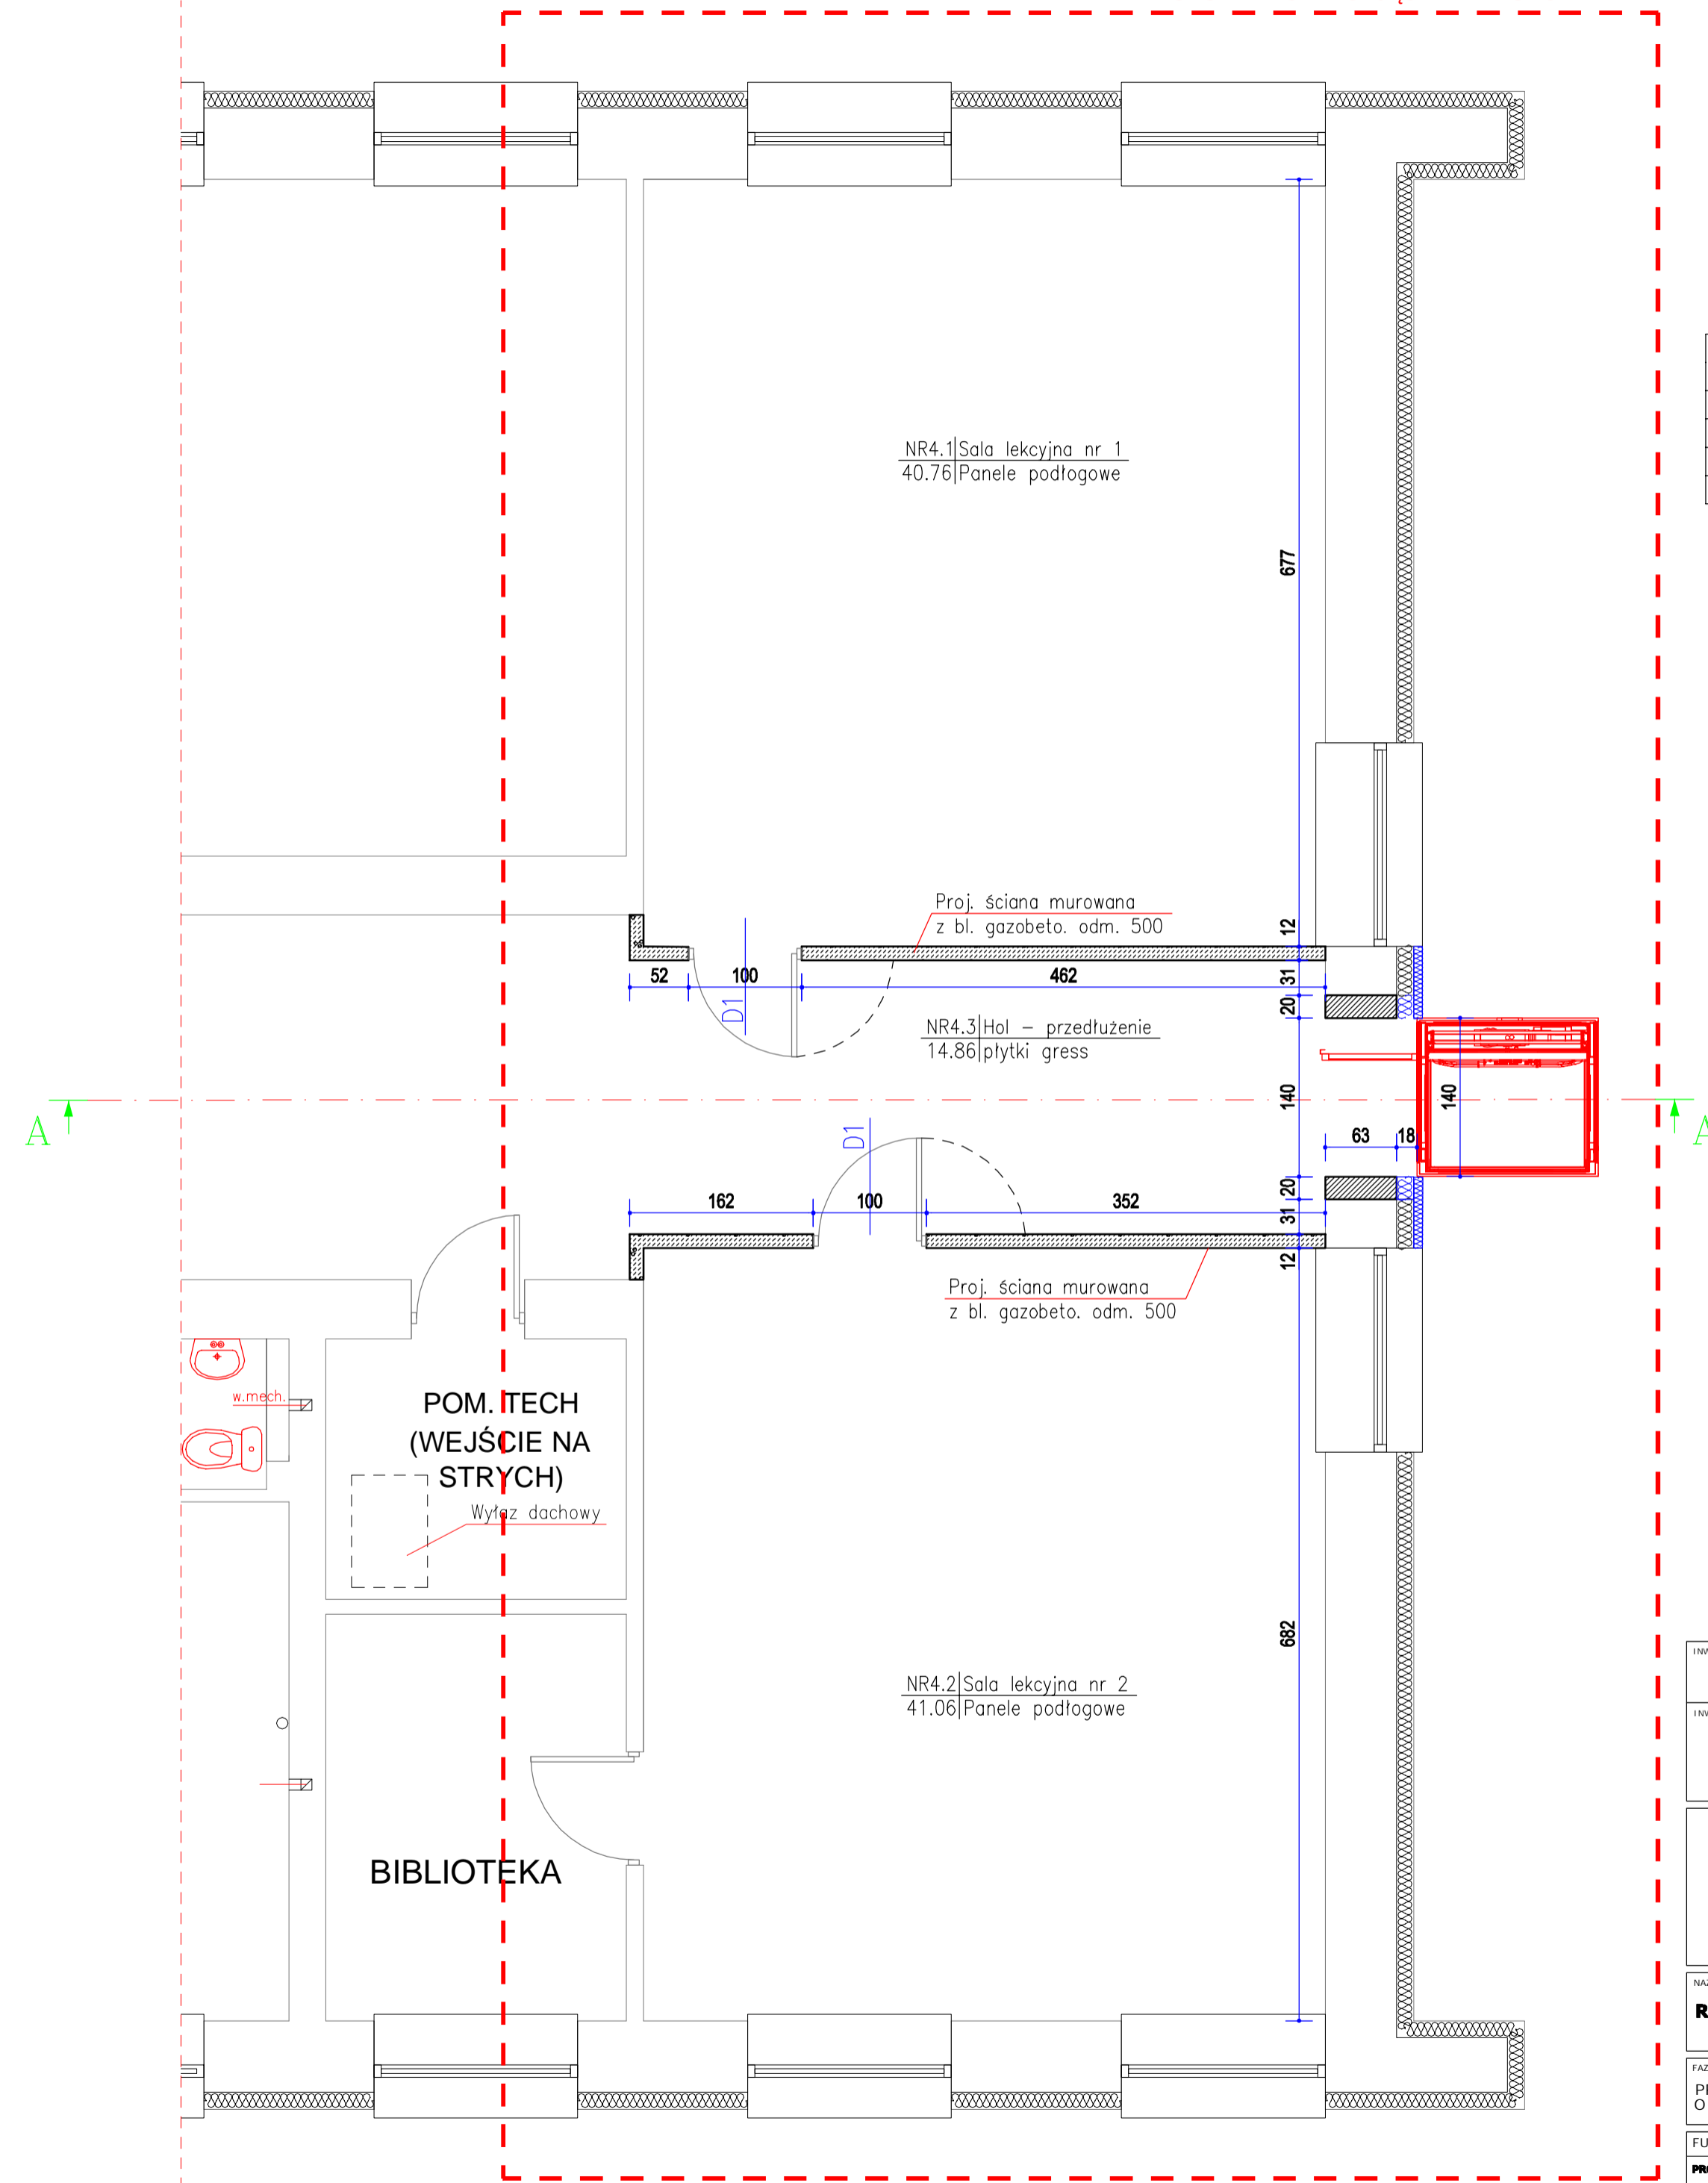 NR4.1 Sala lekcyjna nr 1
40.76 Panele podłogowe
677
Proj. ściana murowana
z bl. gazobeto. odm. 500
12
52
100
462
31
D1
20
NR4.3 Hol – przedłużenie
14.86 płytki gress
140
140
A
A
D1
63
18
162
100
352
20
31
12
Proj. ściana murowana
z bl. gazobeto. odm. 500
w.mech.
POM. TECH
(WEJŚCIE NA
STRYCH)
Wyłaz dachowy
682
NR4.2 Sala lekcyjna nr 2
41.06 Panele podłogowe
BIBLIOTEKA